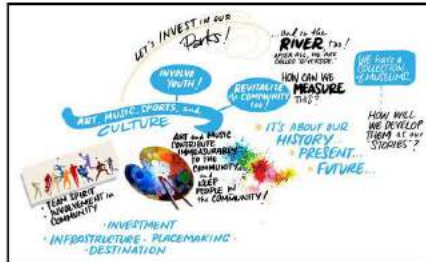 LET'S INVEST IN OUR
Parks!
...and in the
RIVER, too!
AFTER ALL, WE ARE
CALLED "RIVERSIDE."
WE HAVE A
COLLECTION
of MUSEUMS.
INVOLVE
YOUTH!
REVITALIZE
the COMMUNITY
too!
HOW CAN WE
MEASURE
THIS?
ART, MUSIC, SPORTS, and
CULTURE
HOW WILL
WE DEVELOP
THEM as our
"STORIES"?
ART and MUSIC
CONTRIBUTE
IMMEASURABLY
TO the
COMMUNITY...
KEEP
PEOPLE in
the COMMUNITY!
IT'S ABOUT OUR
HISTORY...
PRESENT...
FUTURE...
• TEAM SPIRIT
• INVOLVEMENT in
COMMUNITY
• INVESTMENT
• INFRASTRUCTURE • PLACEMAKING
• DESTINATION